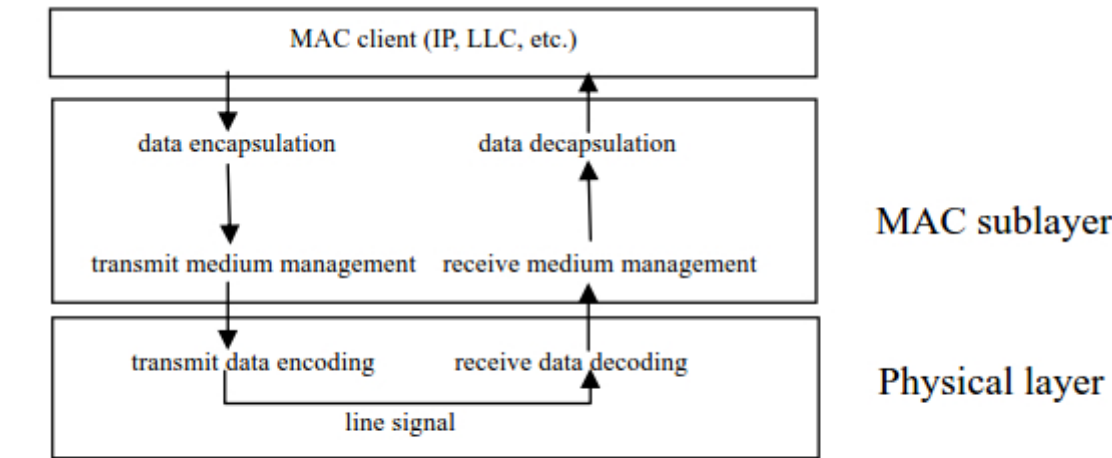 MAC client (IP, LLC, etc.)
data encapsulation data decapsulation
MAC sublayer
transmit medium management receive medium management
transmit data encoding receive data decoding
Physical layer
line signal